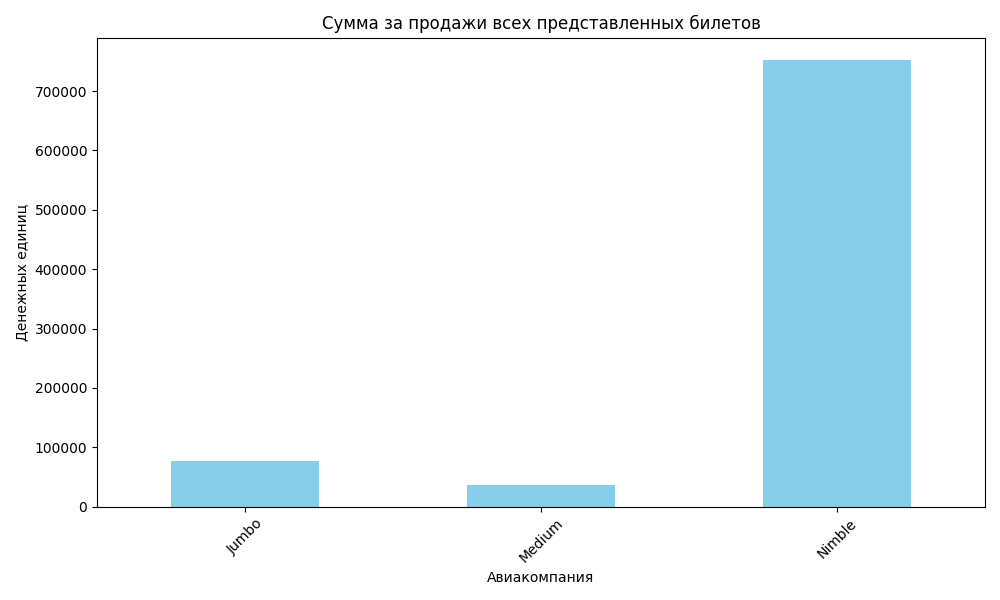 Сумма за продажи всех представленных билетов
Денежных единиц
700000
600000
500000
400000
300000
200000
100000
0
Jumbo
Medium
Nimble
Авиакомпания